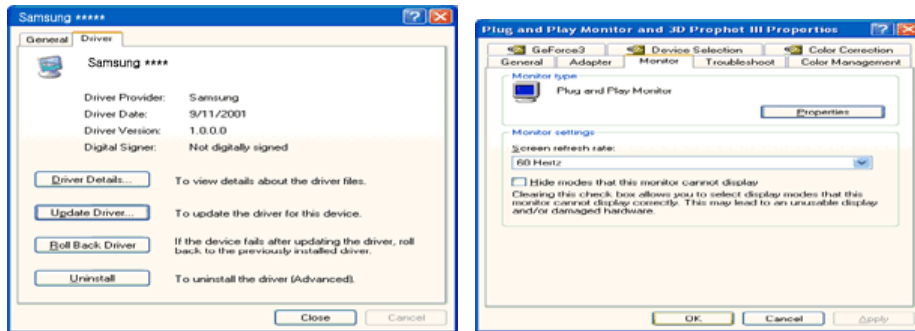 Samsung *****
General Driver
Samsung ****
Driver Provider: Samsung
Driver Date: 9/11/2001
Driver Version: 1.0.0.0
Digital Signer: Not digitally signed
Driver Details... To view details about the driver files.
Update Driver... To update the driver for this device.
Roll Back Driver If the device fails after updating the driver, roll
back to the previously installed driver.
Uninstall To uninstall the driver (Advanced).
Close Cancel
Plug and Play Monitor and 3D Prophet III Properties
GeForce3 Device Selection Color Correction
General Adapter Monitor Troubleshoot Color Management
Monitor type
Plug and Play Monitor
Properties
Monitor settings
Screen refresh rate:
60 Hertz
Hide modes that this monitor cannot display
Clearing this check box allows you to select display modes that this
monitor cannot display correctly. This may lead to an unusable display
and/or damaged hardware.
OK Cancel Apply